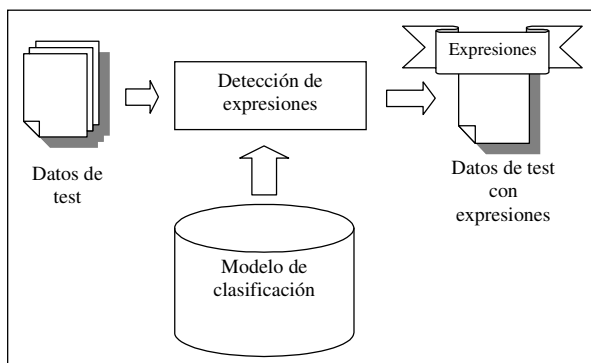 Datos de
test
Detección de
expresiones
Expresiones
Datos de test
con
expresiones
Modelo de
clasificación